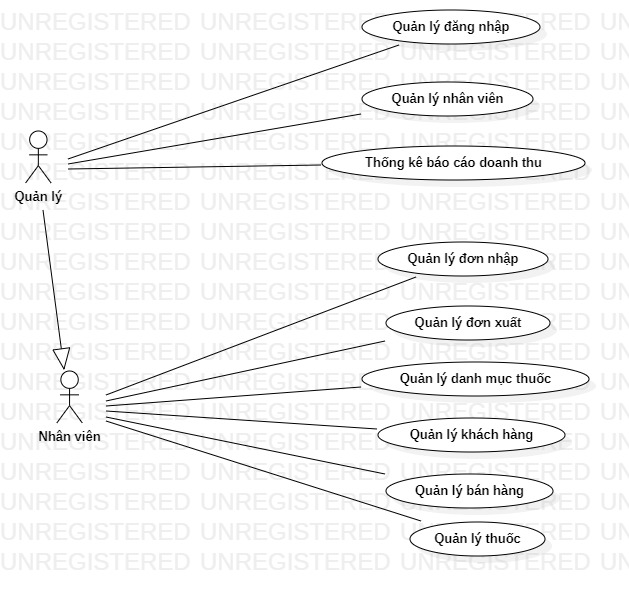 Quản lý đăng nhập
Quản lý nhân viên
Thống kê báo cáo doanh thu
Quản lý
Quản lý đơn nhập
Quản lý đơn xuất
Quản lý danh mục thuốc
Nhân viên
Quản lý khách hàng
Quản lý bán hàng
Quản lý thuốc
UNREGISTERED